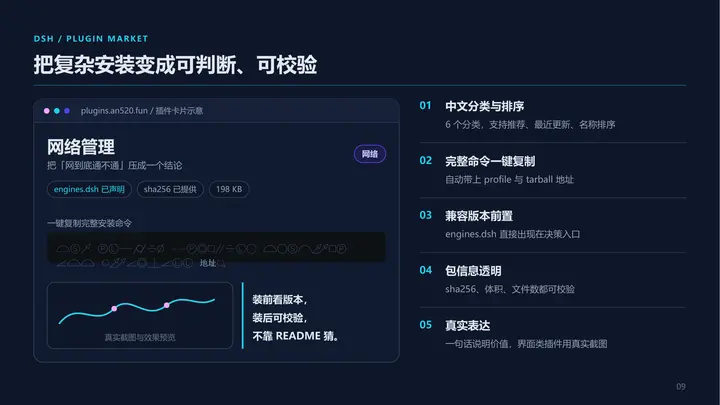 DSH / PLUGIN MARKET
把复杂安装变成可判断、可校验
plugins.an520.fun / 插件卡片示意
网络管理
把「网到底通不通」压成一个结论
网络
engines.dsh 已声明
sha256 已提供
198 KB
一键复制完整安装命令
地址
真实截图与效果预览
装前看版本，
装后可校验，
不靠 README 猜。
01 中文分类与排序
6 个分类，支持推荐、最近更新、名称排序
02 完整命令一键复制
自动带上 profile 与 tarball 地址
03 兼容版本前置
engines.dsh 直接出现在决策入口
04 包信息透明
sha256、体积、文件数都可校验
05 真实表达
一句话说明价值，界面类插件用真实截图
09